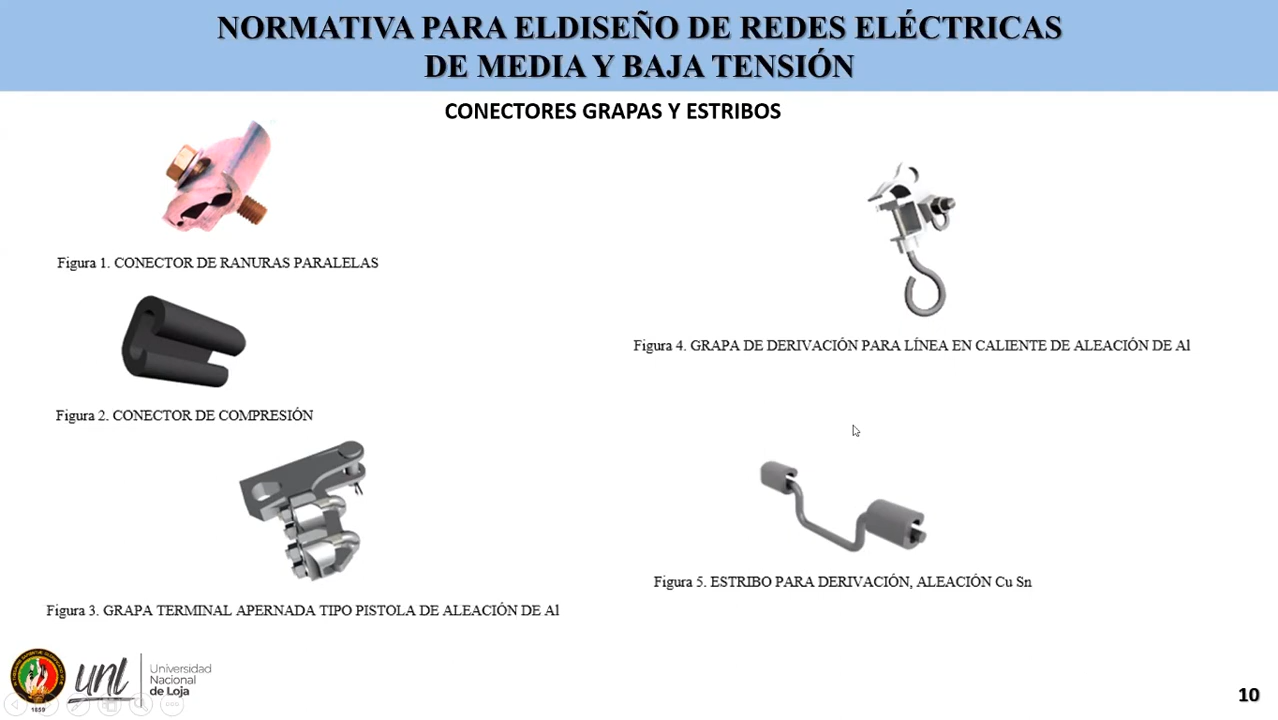 NORMATIVA PARA ELDISEÑO DE REDES ELÉCTRICAS
DE MEDIA Y BAJA TENSIÓN
CONECTORES GRAPAS Y ESTRIBOS
Figura 1. CONECTOR DE RANURAS PARALELAS
Figura 2. CONECTOR DE COMPRESIÓN
Figura 3. GRAPA TERMINAL APERNADA TIPO PISTOLA DE ALEACIÓN DE Al
Figura 4. GRAPA DE DERIVACIÓN PARA LÍNEA EN CALIENTE DE ALEACIÓN DE Al
Figura 5. ESTRIBO PARA DERIVACIÓN, ALEACIÓN Cu Sn
1859
unl
Universidad
Nacional
de Loja
10